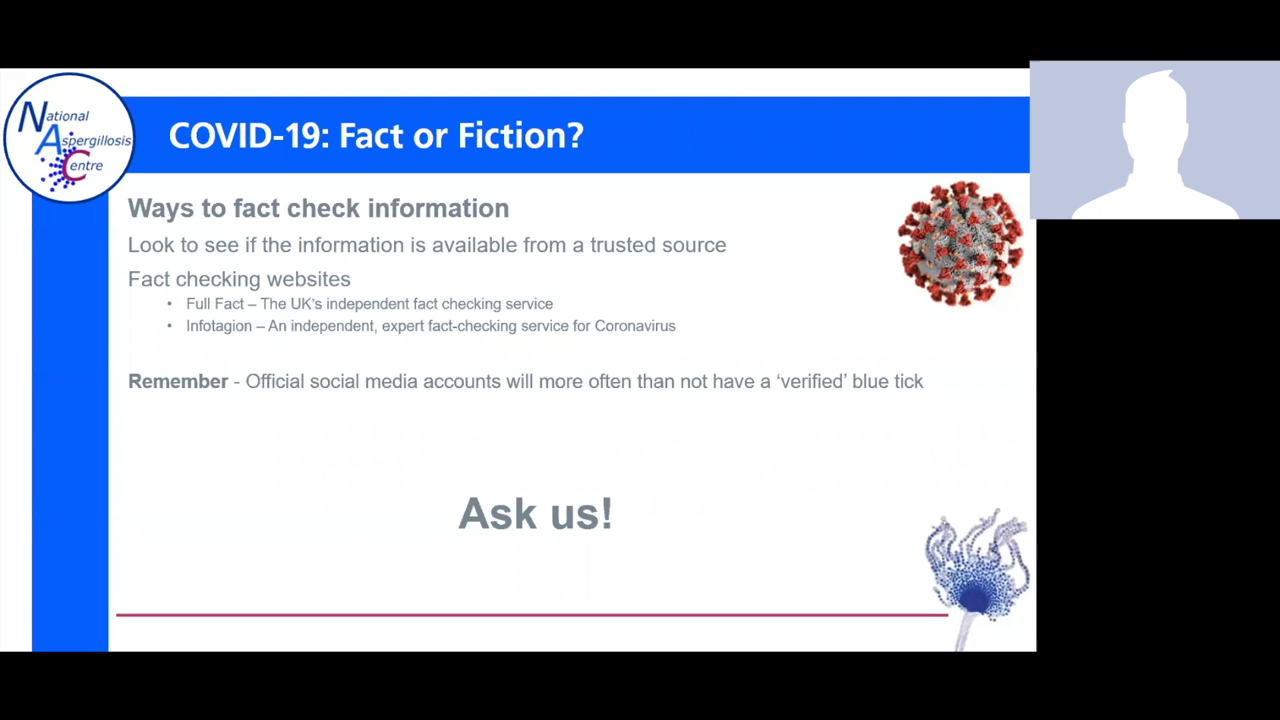 National
Aspergillosis
Centre
COVID-19: Fact or Fiction?
Ways to fact check information
Look to see if the information is available from a trusted source
Fact checking websites
• Full Fact – The UK's independent fact checking service
• Infotagion – An independent, expert fact-checking service for Coronavirus
Remember - Official social media accounts will more often than not have a ‘verified’ blue tick
Ask us!